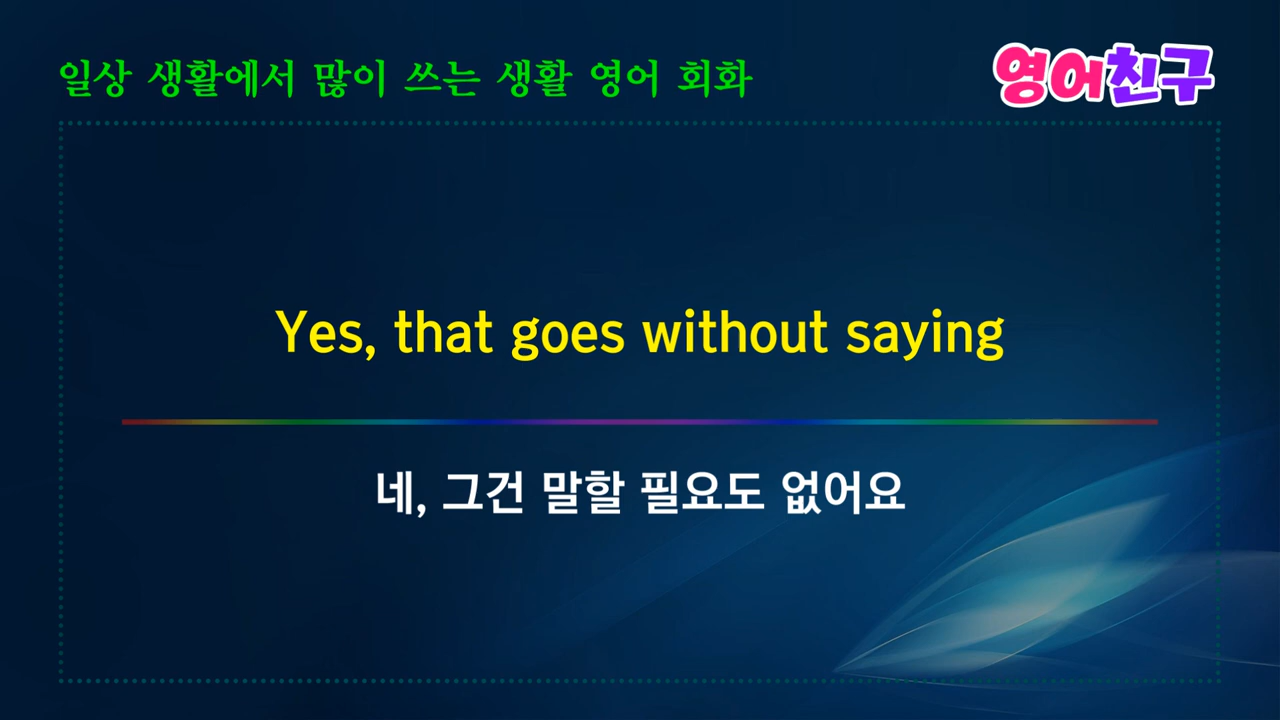 일상 생활에서 많이 쓰는 생활 영어 회화
영어친구
Yes, that goes without saying
네, 그건 말할 필요도 없어요